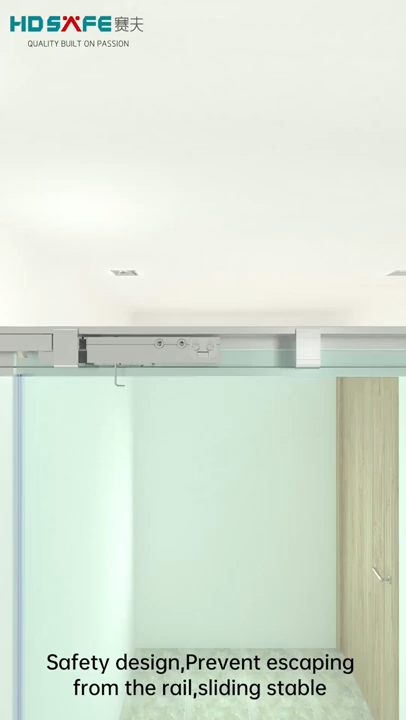 HDSAFE赛夫
QUALITY BUILT ON PASSION
Safety design,Prevent escaping
from the rail,sliding stable